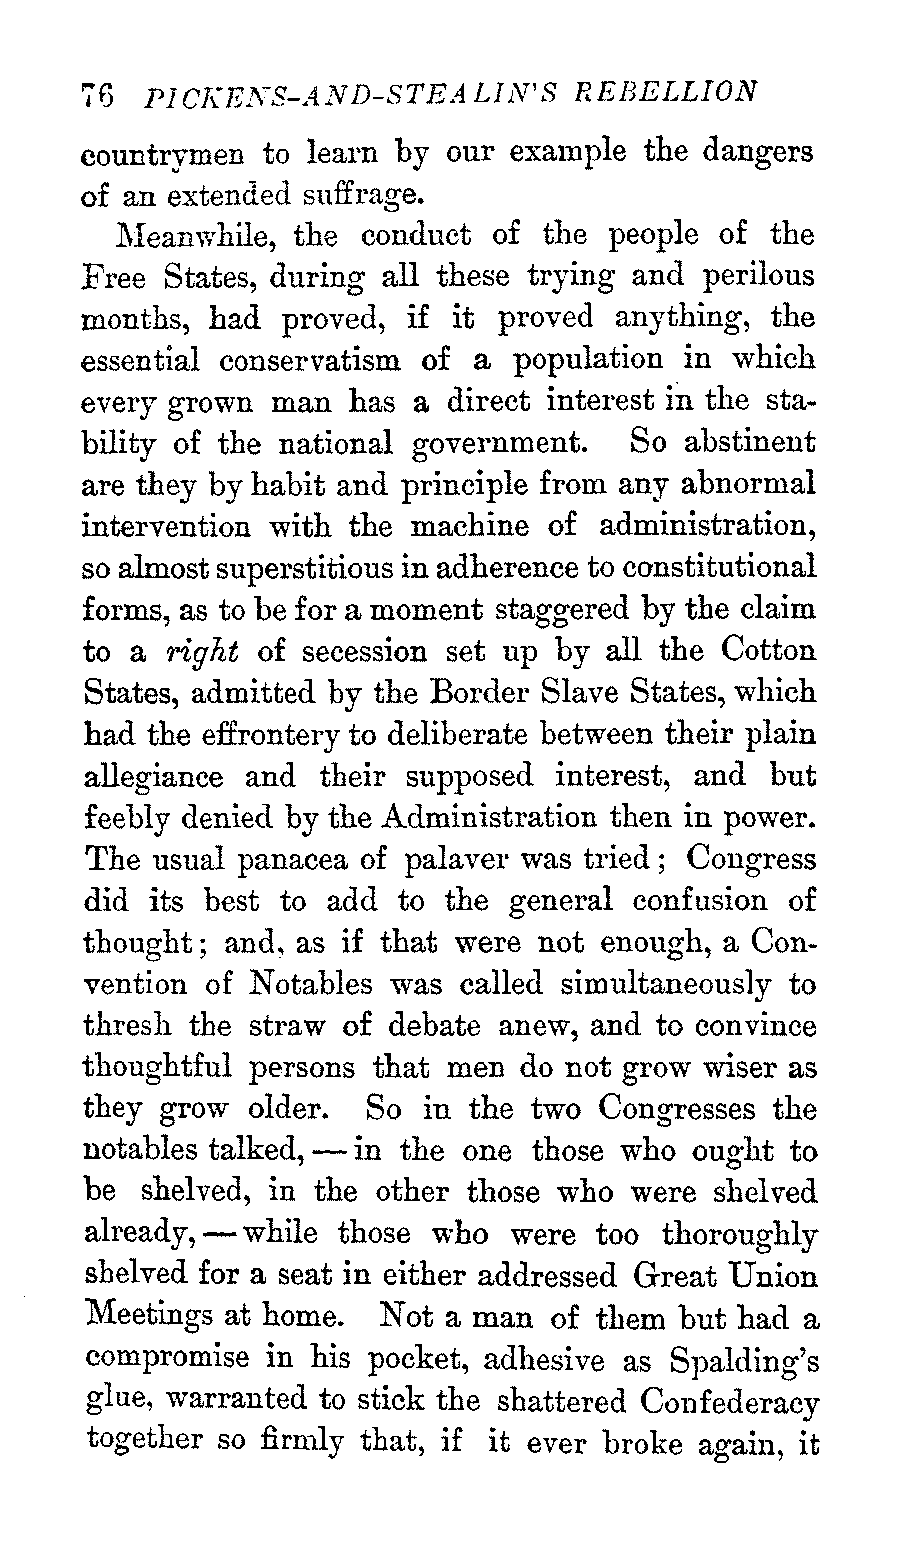 76 PICKENS-AND-STEALIN'S REBELLION
countrymen to learn by our example the dangers
of an extended suffrage.
Meanwhile, the conduct of the people of the
Free States, during all these trying and perilous
months, had proved, if it proved anything, the
essential conservatism of a population in which
every grown man has a direct interest in the sta-
bility of the national government. So abstinent
are they by habit and principle from any abnormal
intervention with the machine of administration,
so almost superstitious in adherence to constitutional
forms, as to be for a moment staggered by the claim
to a right of secession set up by all the Cotton
States, admitted by the Border Slave States, which
had the effrontery to deliberate between their plain
allegiance and their supposed interest, and but
feebly denied by the Administration then in power.
The usual panacea of palaver was tried; Congress
did its best to add to the general confusion of
thought; and, as if that were not enough, a Con-
vention of Notables was called simultaneously to
thresh the straw of debate anew, and to convince
thoughtful persons that men do not grow wiser as
they grow older. So in the two Congresses the
notables talked, — in the one those who ought to
be shelved, in the other those who were shelved
already, — while those who were too thoroughly
shelved for a seat in either addressed Great Union
Meetings at home. Not a man of them but had a
compromise in his pocket, adhesive as Spalding's
glue, warranted to stick the shattered Confederacy
together so firmly that, if it ever broke again, it